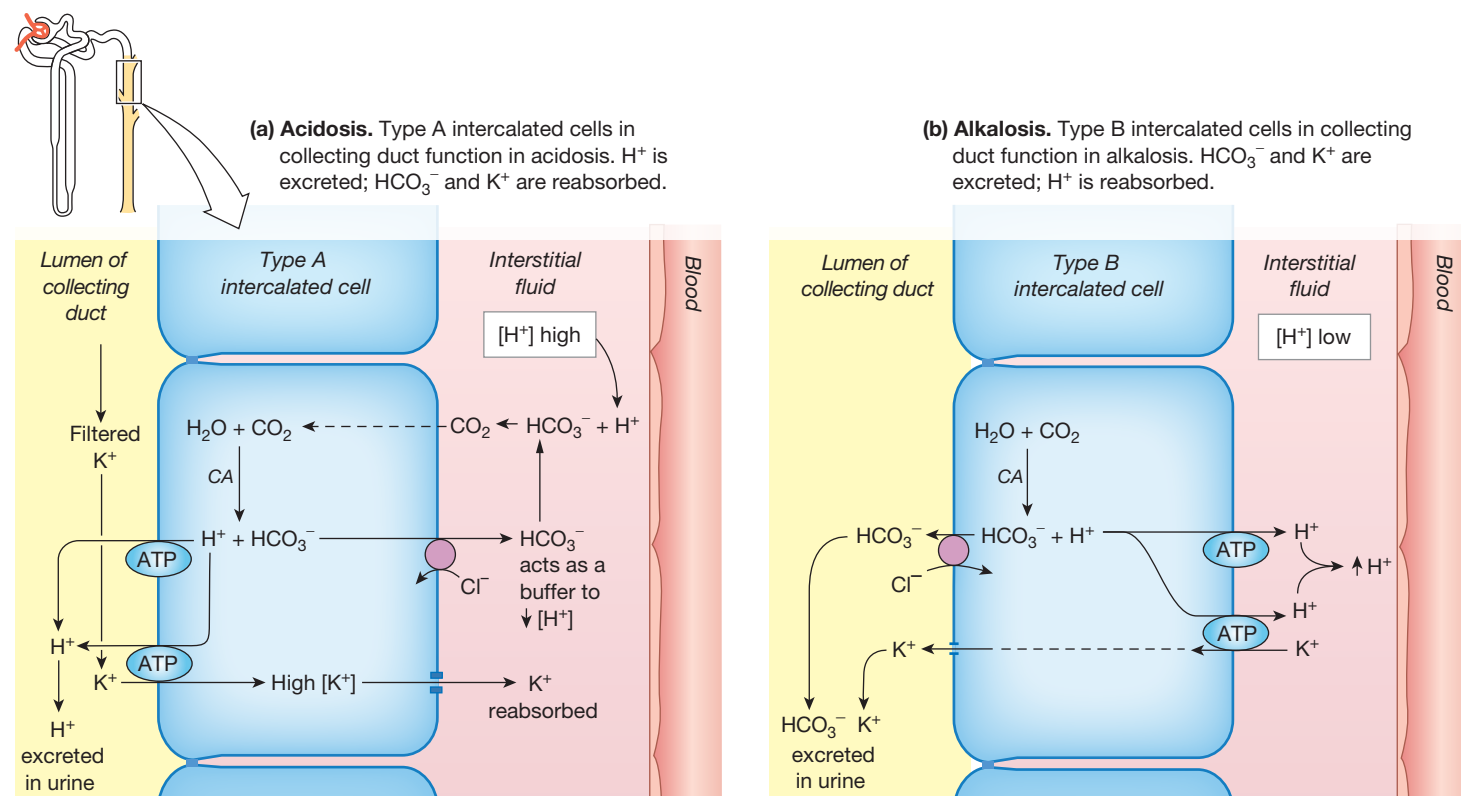 (a) Acidosis. Type A intercalated cells in
collecting duct function in acidosis. H⁺ is
excreted; HCO₃⁻ and K⁺ are reabsorbed.
Lumen of
collecting
duct
Type A
intercalated cell
Interstitial
fluid
Blood
[H⁺] high
Filtered
K⁺
H₂O + CO₂
CO₂
HCO₃⁻ + H⁺
CA
H⁺ + HCO₃⁻
ATP
Cl⁻
HCO₃⁻
acts as a
buffer to
↓ [H⁺]
H⁺
ATP
K⁺
High [K⁺]
K⁺
reabsorbed
H⁺
excreted
in urine
(b) Alkalosis. Type B intercalated cells in collecting
duct function in alkalosis. HCO₃⁻ and K⁺ are
excreted; H⁺ is reabsorbed.
Lumen of
collecting duct
Type B
intercalated cell
Interstitial
fluid
Blood
[H⁺] low
H₂O + CO₂
CA
HCO₃⁻
HCO₃⁻ + H⁺
ATP
H⁺
Cl⁻
↑ H⁺
H⁺
ATP
K⁺
K⁺
HCO₃⁻ K⁺
excreted
in urine